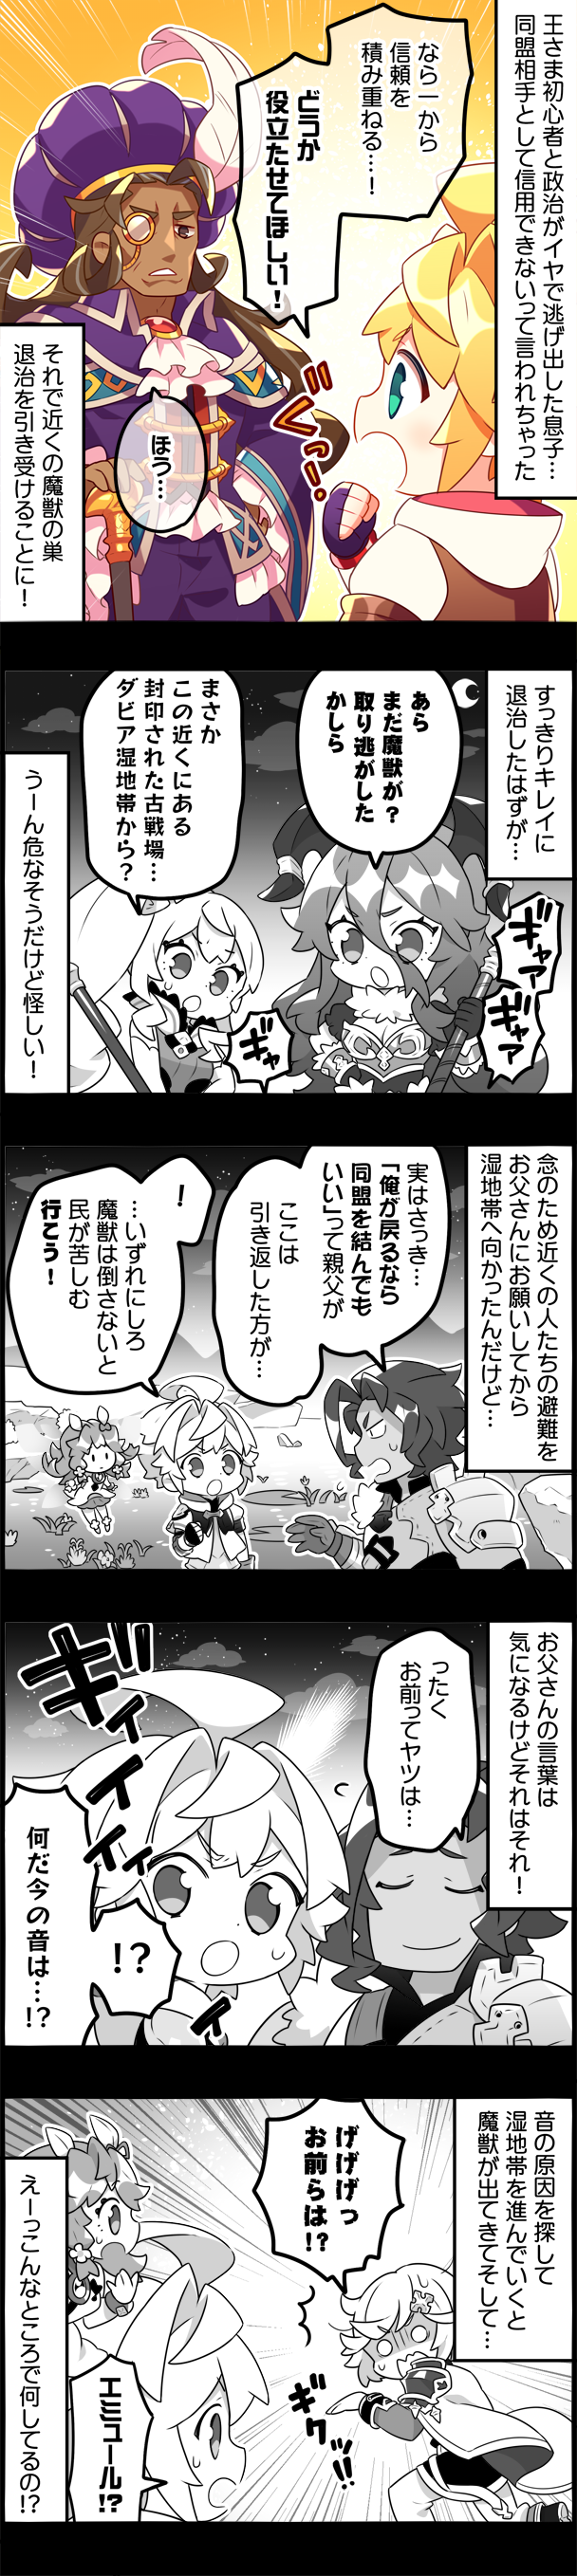 王さま初心者と政治がイヤで逃げ出した息子…
同盟相手として信用できないって言われちゃった
なら一から
信頼を
積み重ねる…！
どうか
役立たせてほしい！
ぐっ!
ほう…
それで近くの魔獣の巣
退治を引き受けることに！
すっきりキレイに
退治したはずが…
あら
まだ魔獣が？
取り逃がした
かしら
ギャァ
ギャァ
まさか
この近くにある
封印された古戦場…
ダビア湿地帯から？
ギャァ
うーん危なそうだけど怪しい！
念のため近くの人たちの避難を
お父さんにお願いしてから
湿地帯へ向かったんだけど…
実はさっき…
「俺が戻るなら
同盟を結んでも
いい」って親父が
ここは
引き返した方が…
！
…いずれにしろ
魔獣は倒さないと
民が苦しむ
行こう！
お父さんの言葉は
気になるけどそれはそれ！
ったく
お前ってヤツは…
ギィイイイイィ
!?
何だ今の音は…!?
音の原因を探して
湿地帯を進んでいくと
魔獣が出てきてそして…
げげげっ
お前らは!?
ギクッ!!
エミュール!?
えーっこんなところで何してるの!?